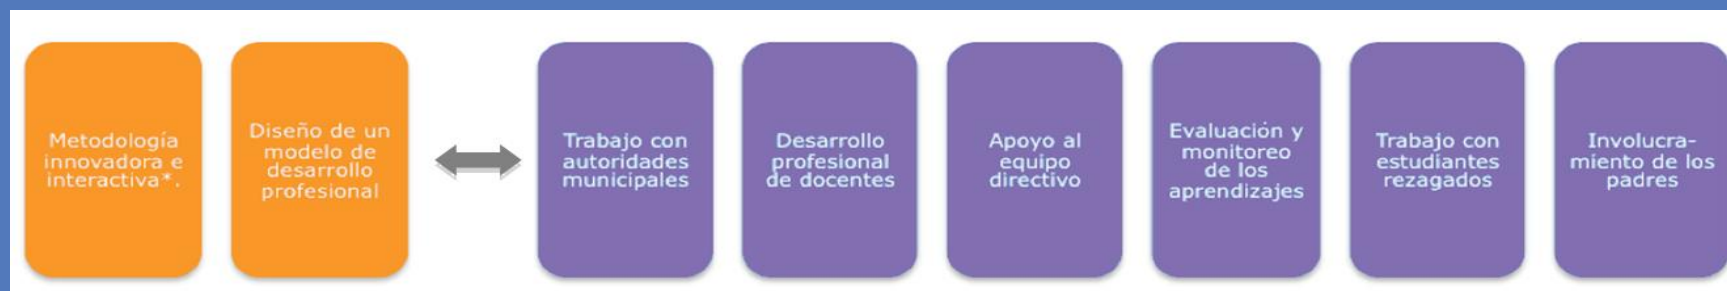 Metodología
innovadora e
interactiva*.
Diseño de un
modelo de
desarrollo
profesional
Trabajo con
autoridades
municipales
Desarrollo
profesional
de docentes
Apoyo al
equipo
directivo
Evaluación y
monitoreo
de los
aprendizajes
Trabajo con
estudiantes
rezagados
Involucra-
miento de los
padres